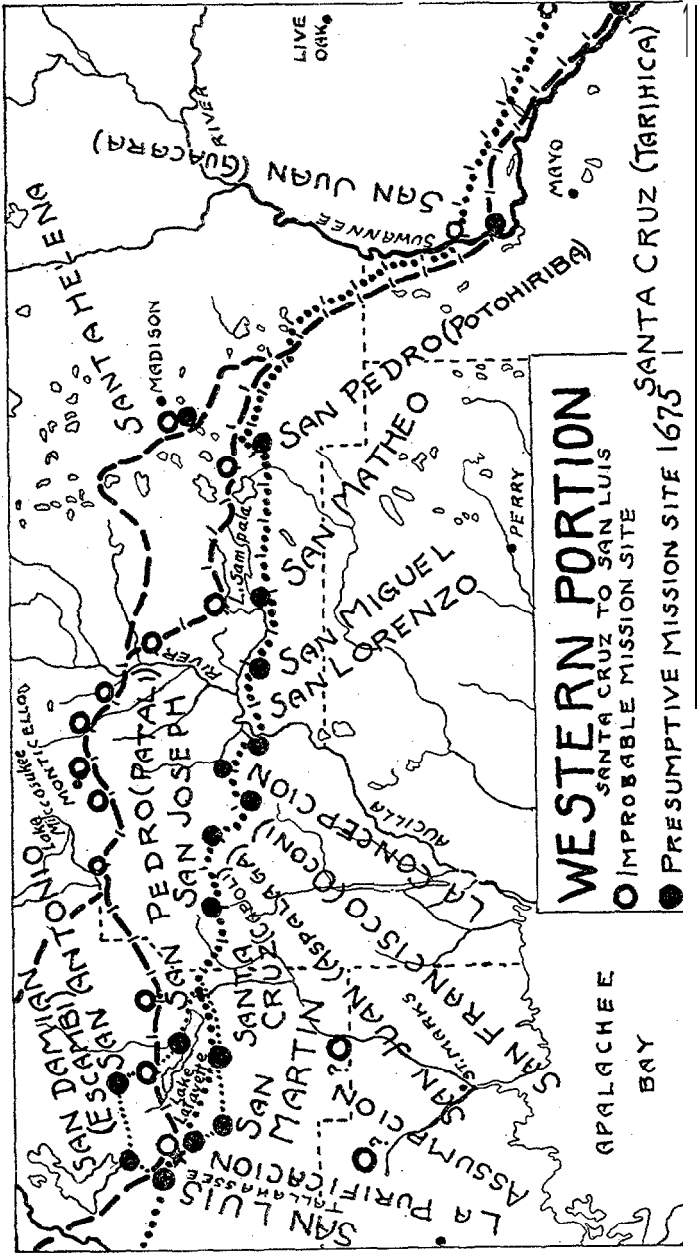 LIVE
OAK
RIVER
SAN JUAN (GUACARA)
SUWANNEE
MAYO
SANTA CRUZ (TARIHICA)
SANTA HELENA
MADISON
SAN PEDRO (POTOHIRIBA)
L. Sampala
SAN MATTHEO
PERRY
SAN MIGUEL
SAN LORENZO
RIVER
AUCILLA
MONTICELLO
Lake
Miccosukee
LA CONCEPCION
SAN FRANCISCO (OCONI)
SAN JUAN (ASPALAGA)
SAN JOSEPH
SAN PEDRO (PATALI)
SANTA
CRUZ (CABOLI)
SAN ANTONIO
SAN DAMIAN
(ESCAMBI)
Lake
Lafayette
SAN
MARTIN
ST. MARKS
ASSUMPCION
LA PURIFICACION
TALLAHASSEE
SAN LUIS
?
?
APALACHEE
BAY
WESTERN PORTION
SANTA CRUZ TO SAN LUIS
IMPROBABLE MISSION SITE
PRESUMPTIVE MISSION SITE 1675